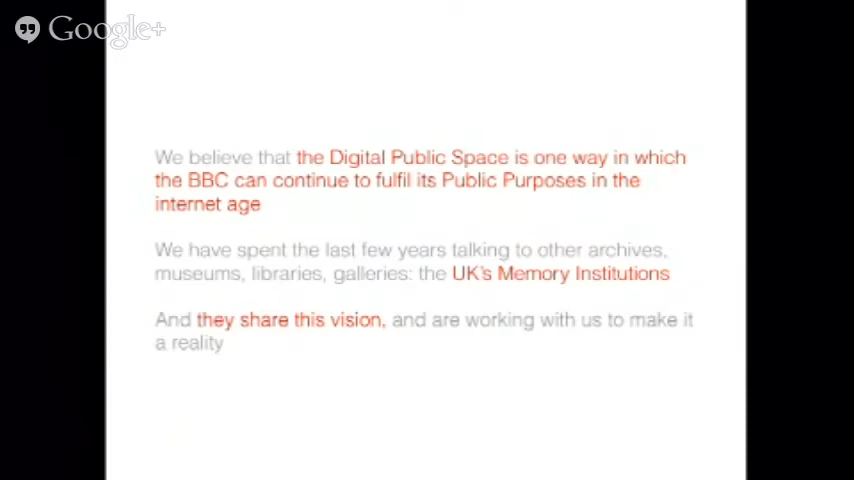 Google+
We believe that the Digital Public Space is one way in which
the BBC can continue to fulfil its Public Purposes in the
internet age
We have spent the last few years talking to other archives,
museums, libraries, galleries: the UK's Memory Institutions
And they share this vision, and are working with us to make it
a reality